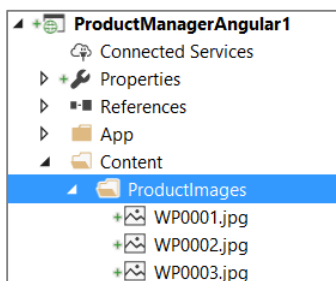 ProductManagerAngular1
Connected Services
Properties
References
App
Content
ProductImages
WP0001.jpg
WP0002.jpg
WP0003.jpg